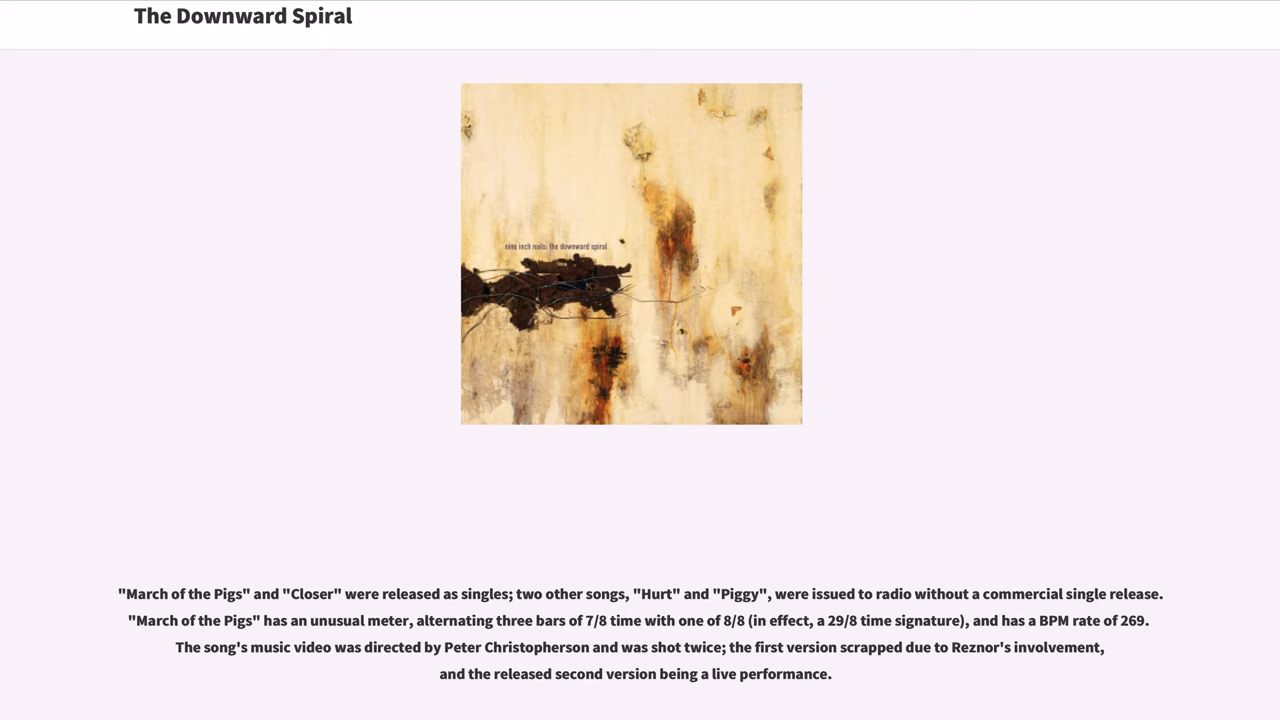 The Downward Spiral
nine inch nails: the downward spiral
"March of the Pigs" and "Closer" were released as singles; two other songs, "Hurt" and "Piggy", were issued to radio without a commercial single release.
"March of the Pigs" has an unusual meter, alternating three bars of 7/8 time with one of 8/8 (in effect, a 29/8 time signature), and has a BPM rate of 269.
The song's music video was directed by Peter Christopherson and was shot twice; the first version scrapped due to Reznor's involvement,
and the released second version being a live performance.